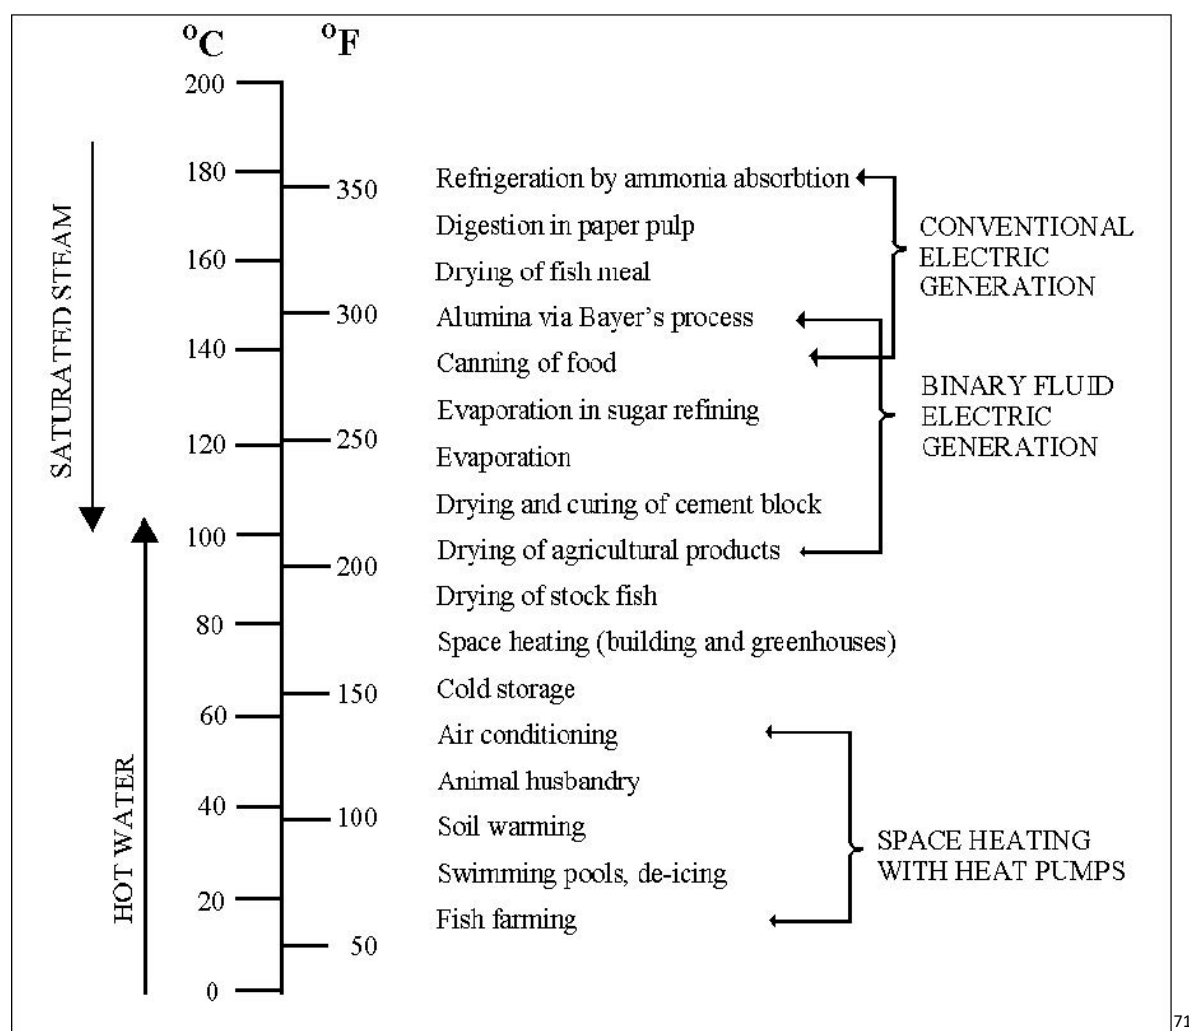 °C °F
200
180
350
160
300
140
120
250
100
200
80
150
60
40
100
20
50
0
SATURATED STEAM
HOT WATER
Refrigeration by ammonia absorbtion
Digestion in paper pulp
Drying of fish meal
Alumina via Bayer’s process
Canning of food
Evaporation in sugar refining
Evaporation
Drying and curing of cement block
Drying of agricultural products
Drying of stock fish
Space heating (building and greenhouses)
Cold storage
Air conditioning
Animal husbandry
Soil warming
Swimming pools, de-icing
Fish farming
CONVENTIONAL
ELECTRIC
GENERATION
BINARY FLUID
ELECTRIC
GENERATION
SPACE HEATING
WITH HEAT PUMPS
71